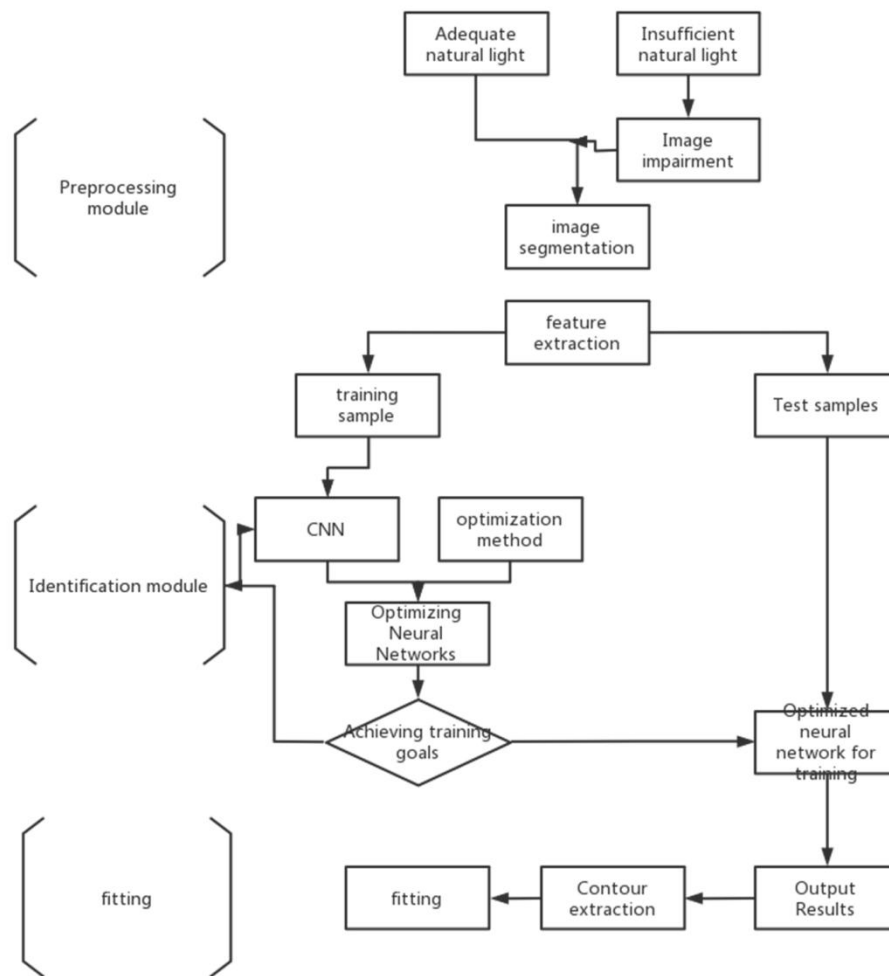 Adequate
natural light
Insufficient
natural light
Image
impairment
Preprocessing
module
image
segmentation
feature
extraction
training
sample
Test samples
CNN
optimization
method
Identification module
Optimizing
Neural
Networks
Achieving training
goals
Optimized
neural
network for
training
fitting
fitting
Contour
extraction
Output
Results